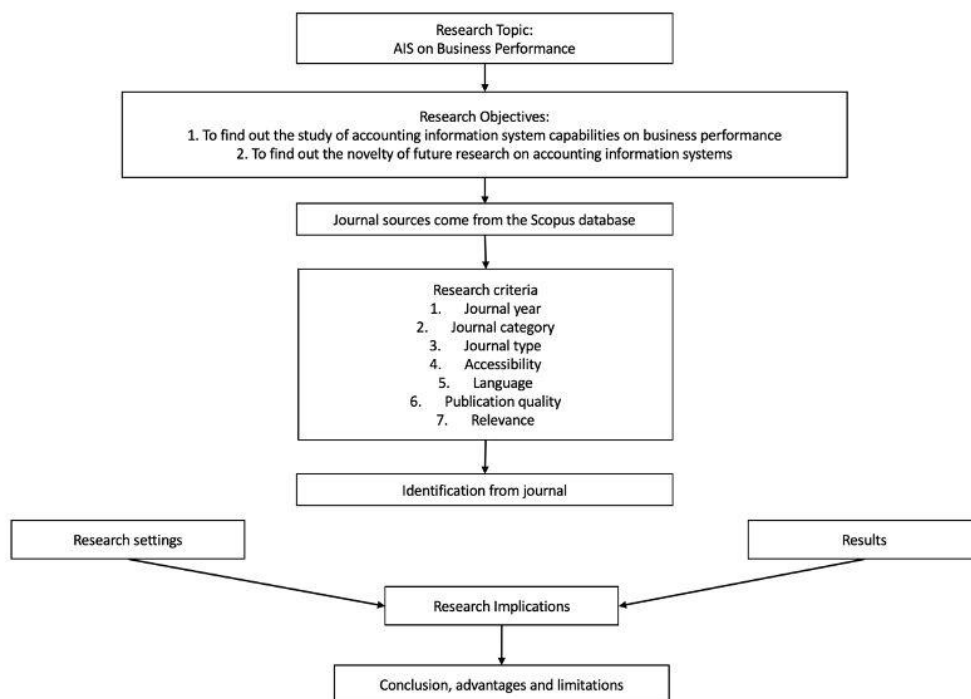 Research Topic:
AIS on Business Performance
Research Objectives:
1. To find out the study of accounting information system capabilities on business performance
2. To find out the novelty of future research on accounting information systems
Journal sources come from the Scopus database
Research criteria
1. Journal year
2. Journal category
3. Journal type
4. Accessibility
5. Language
6. Publication quality
7. Relevance
Identification from journal
Research settings
Results
Research Implications
Conclusion, advantages and limitations